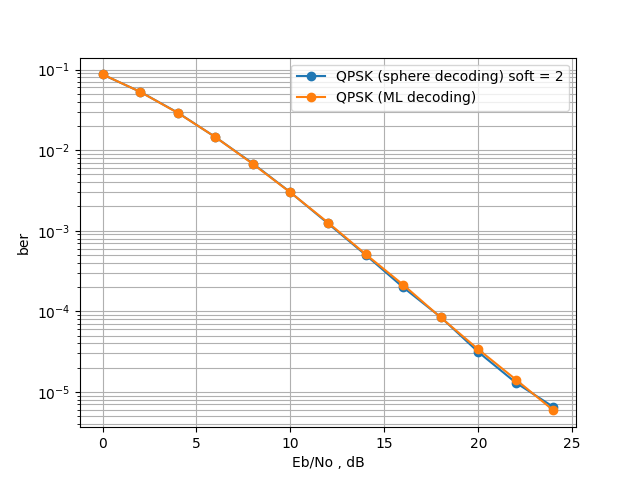 QPSK (sphere decoding) soft = 2
QPSK (ML decoding)
10⁻¹
10⁻²
10⁻³
10⁻⁴
10⁻⁵
ber
0 5 10 15 20 25
Eb/No , dB